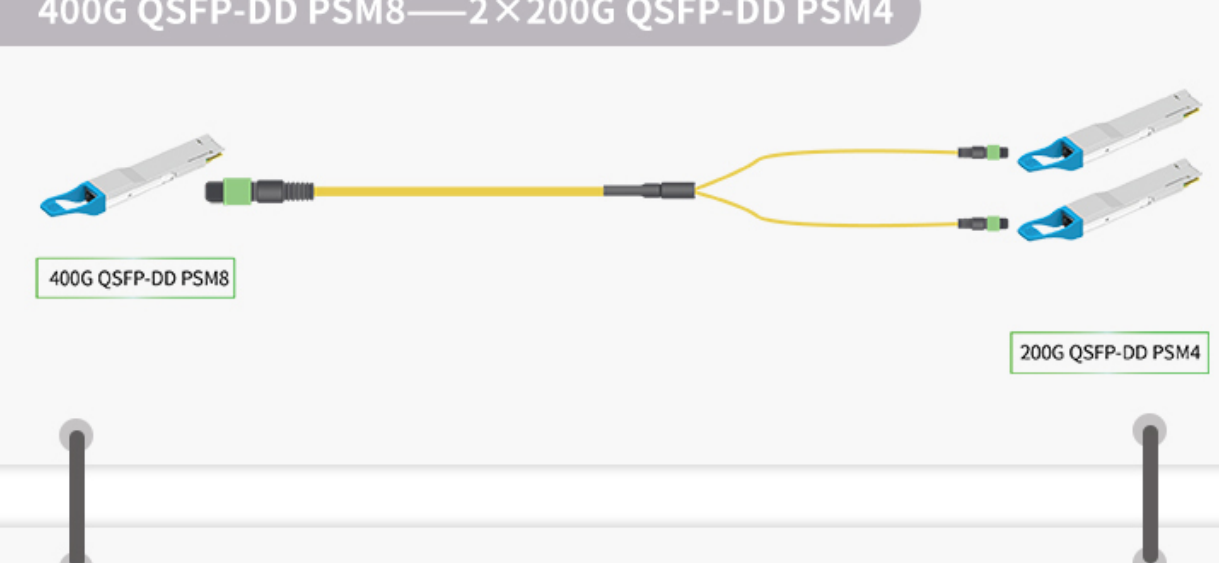 400G QSFP-DD PSM8——2×200G QSFP-DD PSM4
400G QSFP-DD PSM8
200G QSFP-DD PSM4